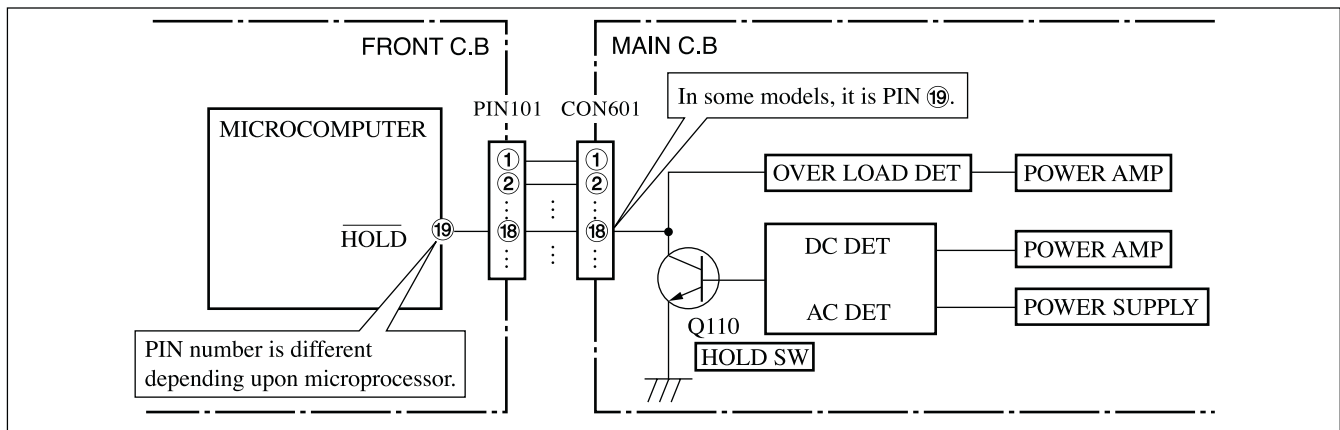 FRONT C.B
MAIN C.B
PIN101
CON601
In some models, it is PIN ⑲.
MICROCOMPUTER
①
①
②
②
⑱
⑱
HOLD
⑲
OVER LOAD DET
POWER AMP
DC DET
POWER AMP
AC DET
POWER SUPPLY
Q110
HOLD SW
PIN number is different
depending upon microprocessor.